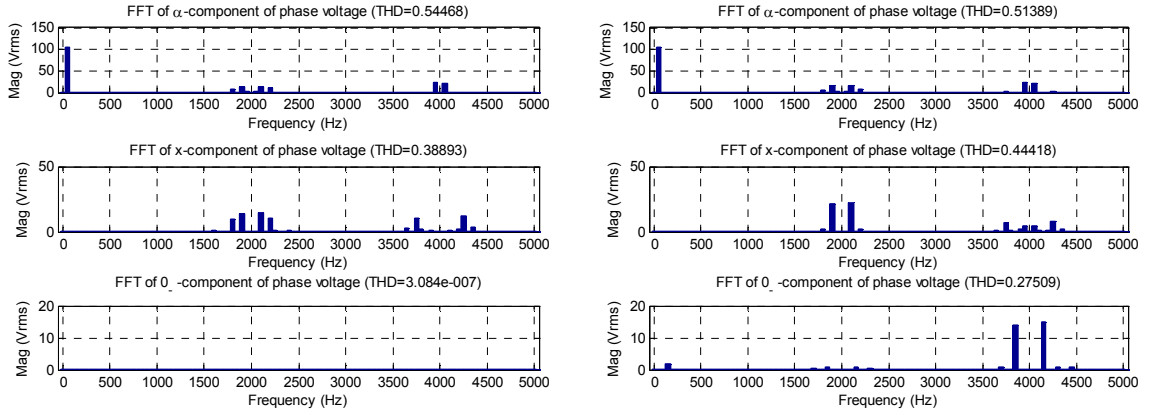 FFT of α-component of phase voltage (THD=0.54468)
150
100
50
0
Mag (Vrms)
0 500 1000 1500 2000 2500 3000 3500 4000 4500 5000
Frequency (Hz)
FFT of x-component of phase voltage (THD=0.38893)
50
0
Mag (Vrms)
0 500 1000 1500 2000 2500 3000 3500 4000 4500 5000
Frequency (Hz)
FFT of 0_ -component of phase voltage (THD=3.084e-007)
20
10
0
Mag (Vrms)
0 500 1000 1500 2000 2500 3000 3500 4000 4500 5000
Frequency (Hz)
FFT of α-component of phase voltage (THD=0.51389)
150
100
50
0
Mag (Vrms)
0 500 1000 1500 2000 2500 3000 3500 4000 4500 5000
Frequency (Hz)
FFT of x-component of phase voltage (THD=0.44418)
50
0
Mag (Vrms)
0 500 1000 1500 2000 2500 3000 3500 4000 4500 5000
Frequency (Hz)
FFT of 0_ -component of phase voltage (THD=0.27509)
20
10
0
Mag (Vrms)
0 500 1000 1500 2000 2500 3000 3500 4000 4500 5000
Frequency (Hz)